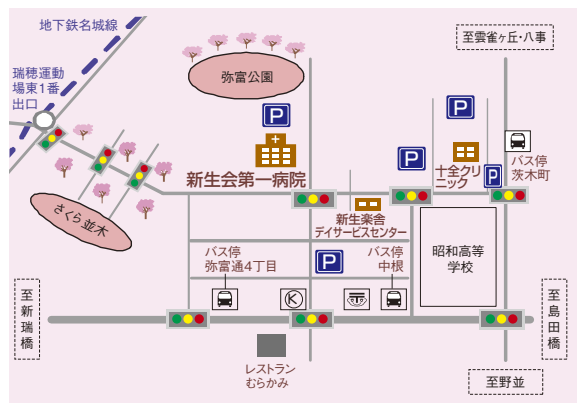 地下鉄名城線
至雲雀ヶ丘・八事
瑞穂運動
場東1番
出口
弥富公園
P
P
P
新生会第一病院
十全クリ
ニック
P
バス停
茨木町
さくら並木
新生楽舎
デイサービスセンター
バス停
弥富通4丁目
P
バス停
中根
昭和高等
学校
至新瑞橋
K
至島田橋
レストラン
むらかみ
至野並